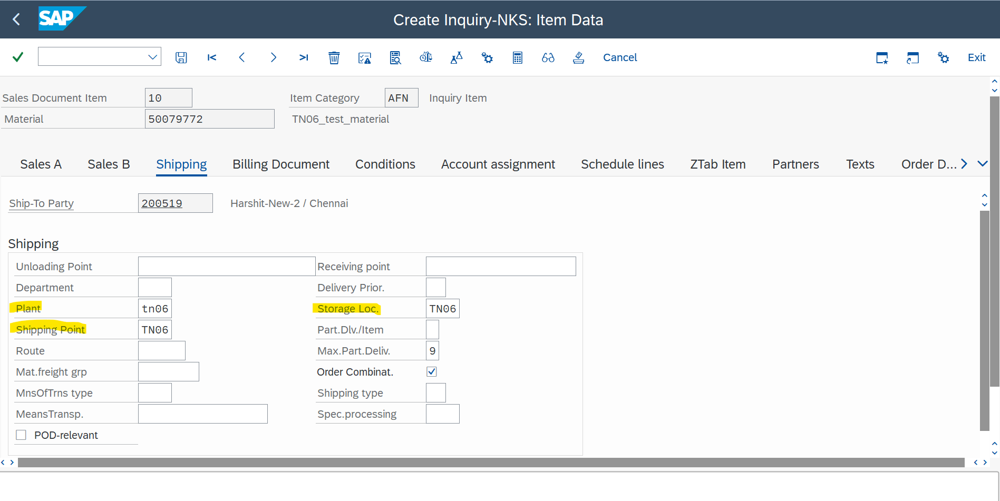 SAP Create Inquiry-NKS: Item Data
Cancel Exit
Sales Document Item 10 Item Category AFN Inquiry Item
Material 50079772 TN06_test_material
Sales A Sales B Shipping Billing Document Conditions Account assignment Schedule lines ZTab Item Partners Texts Order D...
Ship-To Party 200519 Harshit-New-2 / Chennai
Shipping
Unloading Point Receiving point
Department Delivery Prior.
Plant tn06 Storage Loc. TN06
Shipping Point TN06 Part.Dlv./Item
Route Max.Part.Deliv. 9
Mat.freight grp Order Combinat.
MnsOfTrns type Shipping type
MeansTransp. Spec.processing
POD-relevant